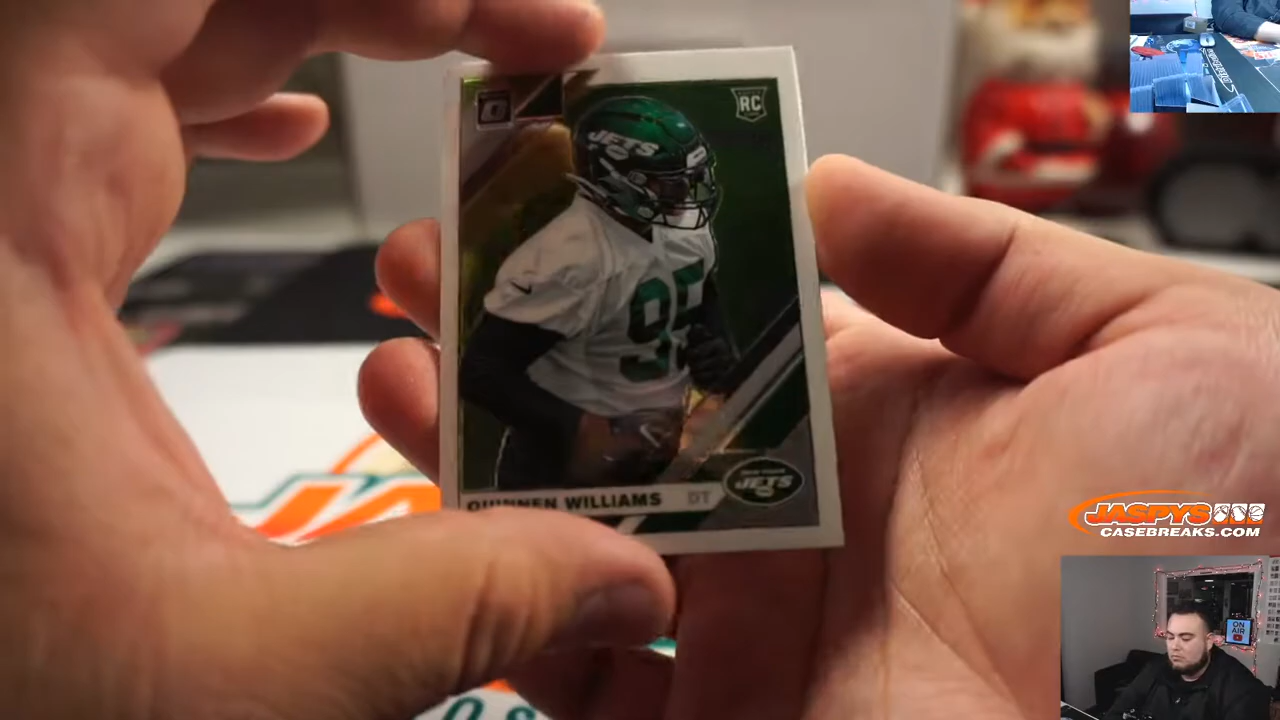 RC
JETS
95
QUINNEN WILLIAMS DT
JETS
JASPYS
CASEBREAKS.COM
ON
AIR